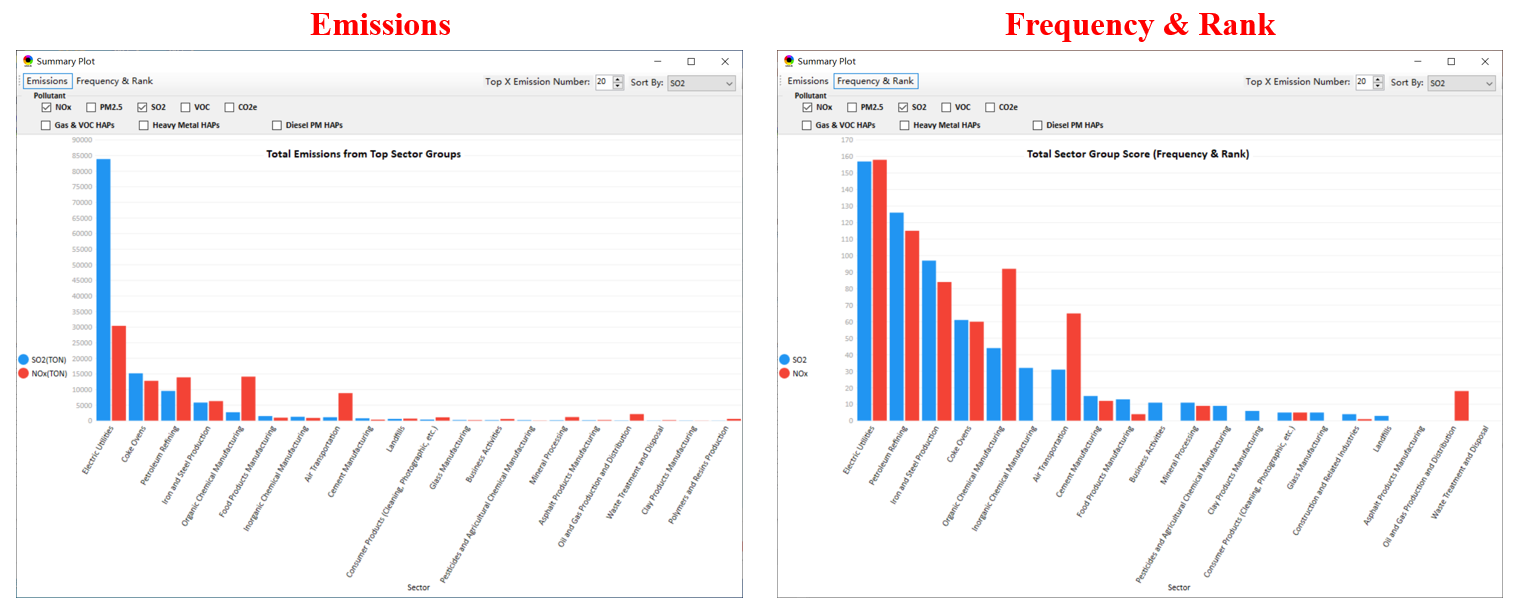 Emissions
Summary Plot
Emissions Frequency & Rank
Top X Emission Number: 20 Sort By: SO2
Pollutant
NOx PM2.5 SO2 VOC CO2e
Gas & VOC HAPs Heavy Metal HAPs Diesel PM HAPs
Total Emissions from Top Sector Groups
90000
85000
80000
75000
70000
65000
60000
55000
50000
45000
40000
35000
30000
25000
20000
15000
10000
5000
0
SO2(TON)
NOx(TON)
Electric Utilities
Coke Ovens
Petroleum Refining
Iron and Steel Production
Organic Chemical Manufacturing
Food Products Manufacturing
Inorganic Chemical Manufacturing
Air Transportation
Cement Manufacturing
Landfills
Consumer Products (Cleaning, Photographic, etc.)
Glass Manufacturing
Business Activities
Pesticides and Agricultural Chemical Manufacturing
Mineral Processing
Asphalt Products Manufacturing
Oil and Gas Production and Distribution
Waste Treatment and Disposal
Clay Products Manufacturing
Polymers and Resins Production
Sector
Frequency & Rank
Summary Plot
Emissions Frequency & Rank
Top X Emission Number: 20 Sort By: SO2
Pollutant
NOx PM2.5 SO2 VOC CO2e
Gas & VOC HAPs Heavy Metal HAPs Diesel PM HAPs
Total Sector Group Score (Frequency & Rank)
170
160
150
140
130
120
110
100
90
80
70
60
50
40
30
20
10
0
SO2
NOx
Electric Utilities
Petroleum Refining
Iron and Steel Production
Coke Ovens
Organic Chemical Manufacturing
Inorganic Chemical Manufacturing
Air Transportation
Cement Manufacturing
Food Products Manufacturing
Business Activities
Mineral Processing
Pesticides and Agricultural Chemical Manufacturing
Clay Products Manufacturing
Consumer Products (Cleaning, Photographic, etc.)
Glass Manufacturing
Construction and Related Industries
Landfills
Asphalt Products Manufacturing
Oil and Gas Production and Distribution
Waste Treatment and Disposal
Sector